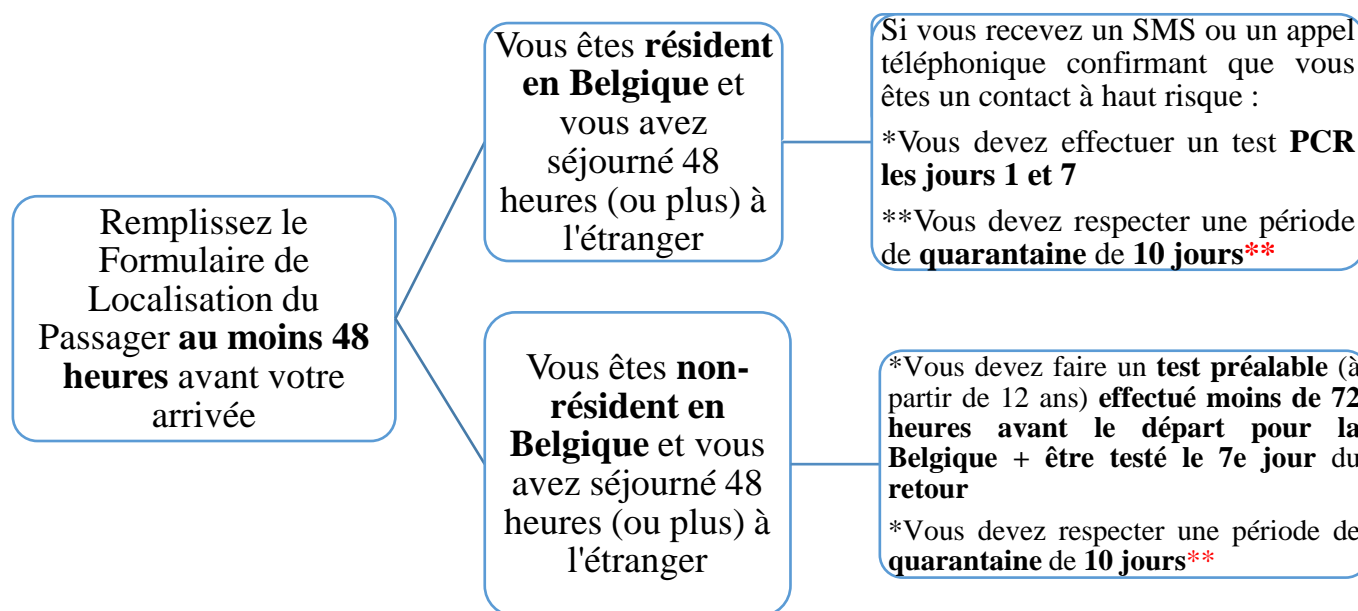 Remplissez le
Formulaire de
Localisation du
Passager au moins 48
heures avant votre
arrivée
Vous êtes résident
en Belgique et
vous avez
séjourné 48
heures (ou plus) à
l'étranger
Si vous recevez un SMS ou un appel
téléphonique confirmant que vous
êtes un contact à haut risque :
*Vous devez effectuer un test PCR
les jours 1 et 7
**Vous devez respecter une période
de quarantaine de 10 jours**
Vous êtes non-
résident en
Belgique et vous
avez séjourné 48
heures (ou plus) à
l'étranger
*Vous devez faire un test préalable (à
partir de 12 ans) effectué moins de 72
heures avant le départ pour la
Belgique + être testé le 7e jour du
retour
*Vous devez respecter une période de
quarantaine de 10 jours**